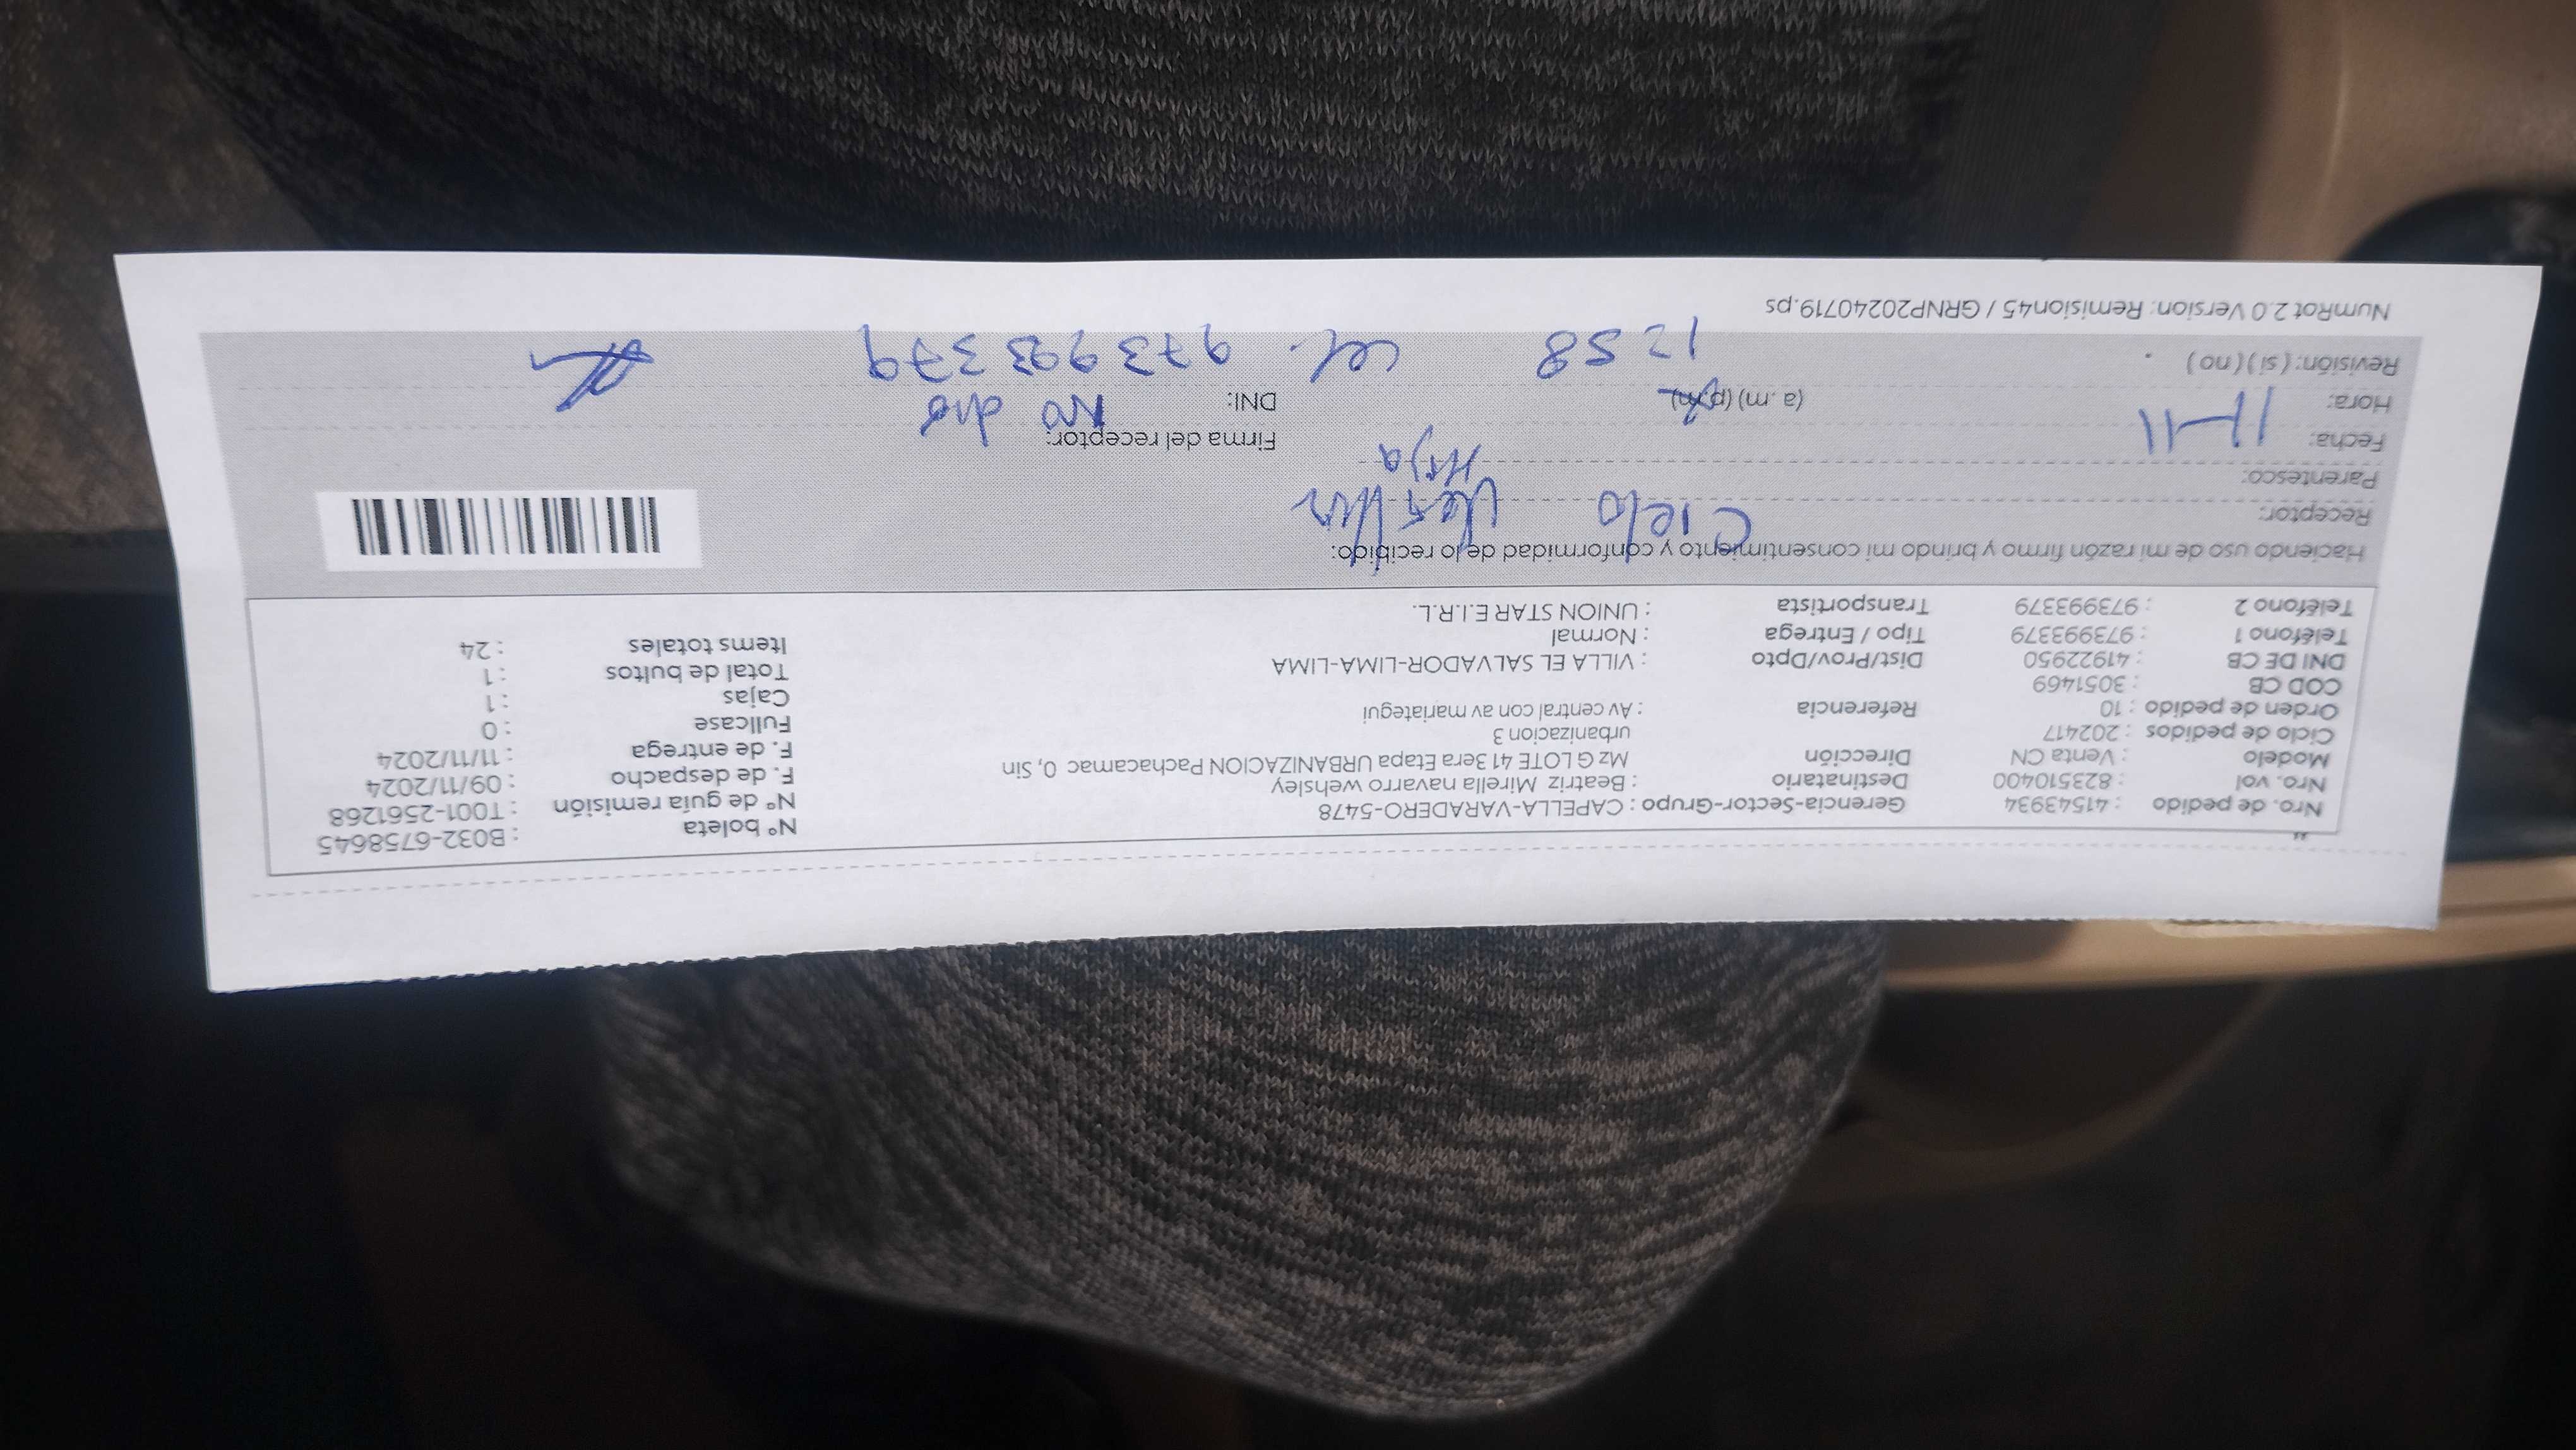 Nro. de pedido : 41543934 Gerencia-Sector-Grupo : CAPELLA-VARADERO-5478 N° boleta : B032-6758645
Nro. vol : 823510400 Destinatario : Beatriz Mirella navarro wehsley N° de guía remisión : T001-2561268
Modelo : Venta CN Dirección Mz G LOTE 41 3era Etapa URBANIZACION Pachacamac 0, Sin F. de despacho : 09/11/2024
Ciclo de pedidos : 202417 urbanizacion 3 F. de entrega : 11/11/2024
Orden de pedido : 10 Referencia : Av central con av mariategui Fullcase : 0
COD CB : 3051469 Cajas : 1
DNI DE CB : 41922950 Dist/Prov/Dpto : VILLA EL SALVADOR-LIMA-LIMA Total de bultos : 1
Teléfono 1 : 973993379 Tipo / Entrega : Normal Items totales : 24
Teléfono 2 : 973993379 Transportista : UNION STAR E.I.R.L.
Haciendo uso de mi razón firmo y brindo mi consentimiento y conformidad de lo recibido:
Receptor: Cielo
Parentesco: Hija
Fecha: 11-11 Firma del receptor:
Hora: (a. m) (p.m) DNI: No dio
Revisión: ( si ) ( no ) 12 58 Cel. 973993379
NumRot 2.0 Version: Remision45 / GRNP20240719.ps